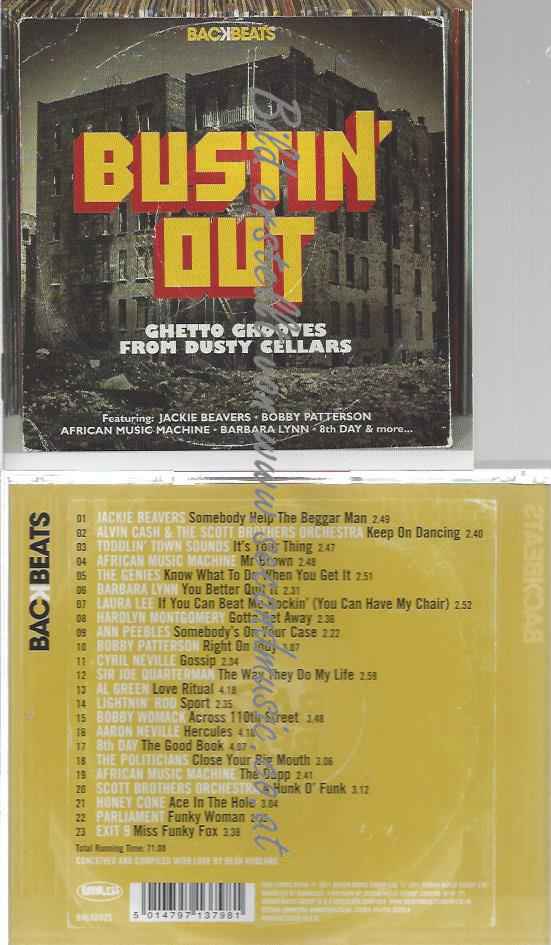 BACKBEATS
BUSTIN'
OUT
GHETTO GROOVES
FROM DUSTY CELLARS
Featuring: JACKIE BEAVERS · BOBBY PATTERSON
AFRICAN MUSIC MACHINE · BARBARA LYNN · 8th DAY & more...
BACKBEATS
01 JACKIE BEAVERS Somebody Help The Beggar Man 2.49
02 ALVIN CASH & THE SCOTT BROTHERS ORCHESTRA Keep On Dancing 2.40
03 TODDLIN' TOWN SOUNDS It's Your Thing 2.47
04 AFRICAN MUSIC MACHINE Mr Brown 2.48
05 THE GENIES Know What To Do When You Get It 2.51
06 BARBARA LYNN You Better Quit It 2.31
07 LAURA LEE If You Can Beat Me Rockin' (You Can Have My Chair) 2.52
08 HAROLYN MONTGOMERY Gotta Get Away 2.36
09 ANN PEEBLES Somebody's On Your Case 2.22
10 BOBBY PATTERSON Right On Jody 3.07
11 CYRIL NEVILLE Gossip 2.34
12 SIR JOE QUARTERMAN The Way They Do My Life 2.59
13 AL GREEN Love Ritual 4.18
14 LIGHTNIN' ROD Sport 2.35
15 BOBBY WOMACK Across 110th Street 3.48
16 AARON NEVILLE Hercules
17 8th DAY The Good Book 4.07
18 THE POLITICIANS Close Your Big Mouth 3.06
19 AFRICAN MUSIC MACHINE The Dapp 2.41
20 SCOTT BROTHERS ORCHESTRA A Hunk O' Funk 3.12
21 HONEY CONE Ace In The Hole 3.04
22 PARLIAMENT Funky Woman
23 EXIT 9 Miss Funky Fox 3.38
Total Running Time: 71.08
CONCEIVED AND COMPILED WITH LOVE BY DEAN RUDLAND
5 014797 137981